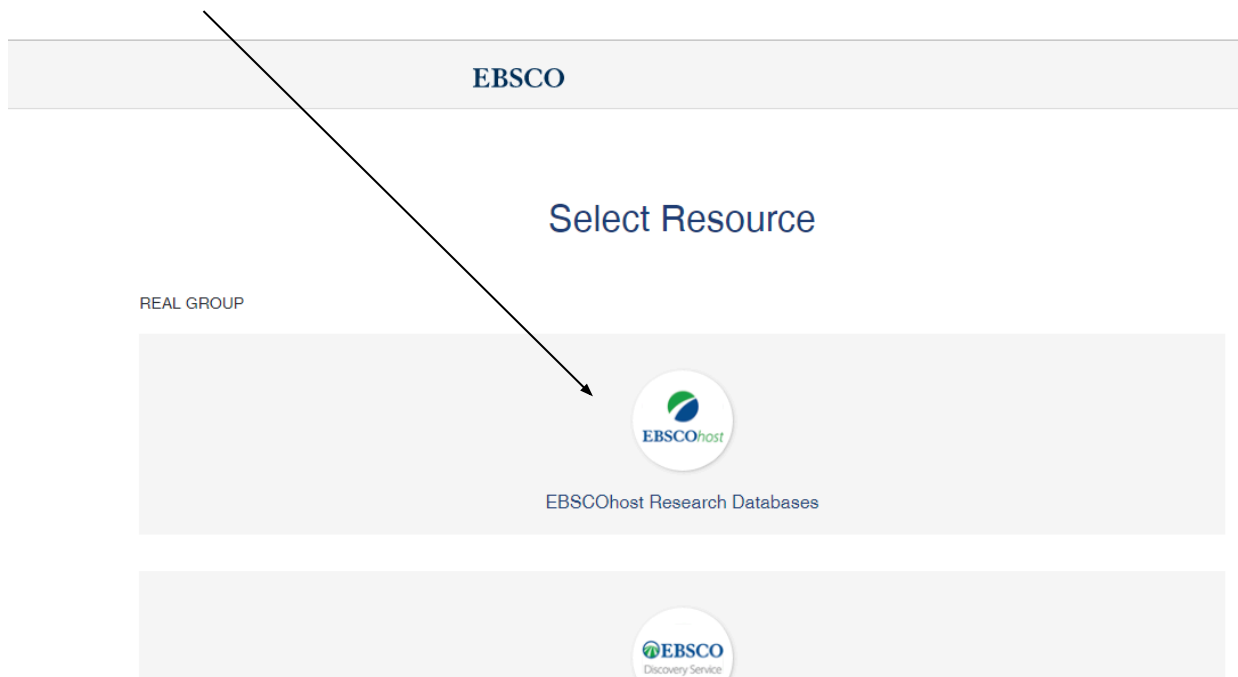 EBSCO
Select Resource
REAL GROUP
EBSCOhost
EBSCOhost Research Databases
EBSCO
Discovery Service